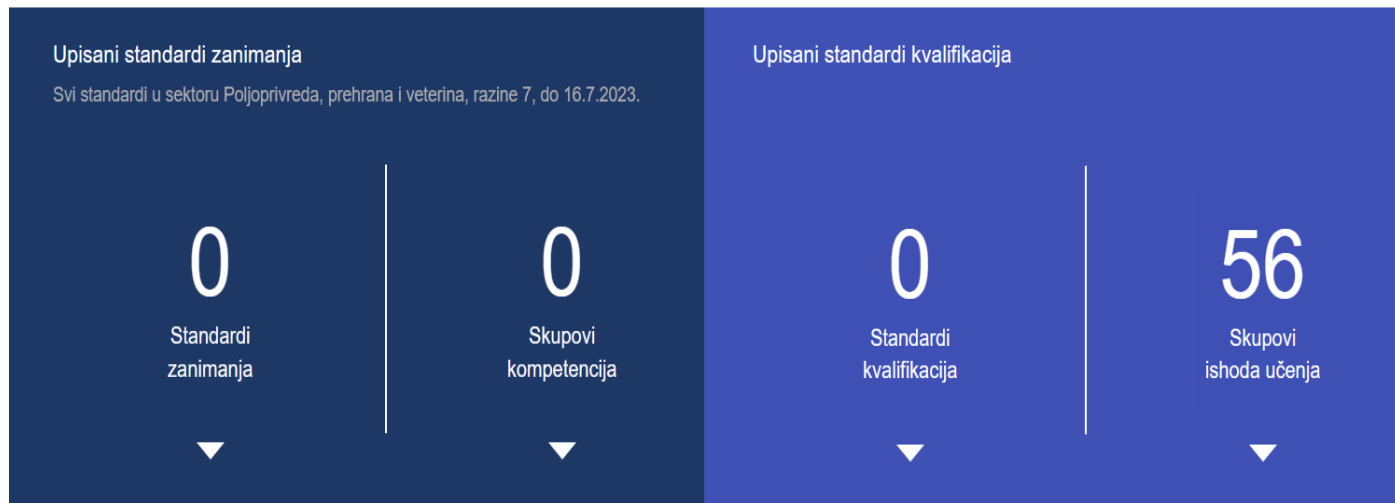 Upisani standardi zanimanja
Svi standardi u sektoru Poljoprivreda, prehrana i veterina, razine 7, do 16.7.2023.
0
Standardi
zanimanja
0
Skupovi
kompetencija
Upisani standardi kvalifikacija
0
Standardi
kvalifikacija
56
Skupovi
ishoda učenja